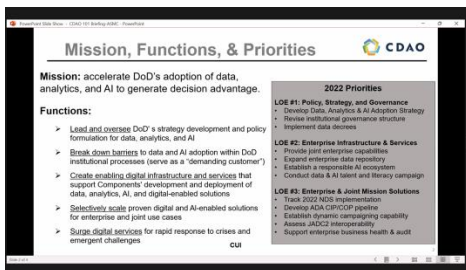 PowerPoint Slide Show - CDAO 101 Briefing ASMC - PowerPoint
Mission, Functions, & Priorities
CDAO
Mission: accelerate DoD's adoption of data,
analytics, and AI to generate decision advantage.
Functions:
➢ Lead and oversee DoD' s strategy development and policy
formulation for data, analytics, and AI
➢ Break down barriers to data and AI adoption within DoD
institutional processes (serve as a "demanding customer")
➢ Create enabling digital infrastructure and services that
support Components' development and deployment of
data, analytics, AI, and digital-enabled solutions
➢ Selectively scale proven digital and AI-enabled solutions
for enterprise and joint use cases
➢ Surge digital services for rapid response to crises and
emergent challenges
2022 Priorities
LOE #1: Policy, Strategy, and Governance
• Develop Data, Analytics & AI Adoption Strategy
• Revise institutional governance structure
• Implement data decrees
LOE #2: Enterprise Infrastructure & Services
• Provide joint enterprise capabilities
• Expand enterprise data repository
• Establish a responsible AI ecosystem
• Conduct data & AI talent and literacy campaign
LOE #3: Enterprise & Joint Mission Solutions
• Track 2022 NDS implementation
• Develop ADA CIP/COP pipeline
• Establish dynamic campaigning capability
• Assess JADC2 interoperability
• Support enterprise business health & audit
CUI